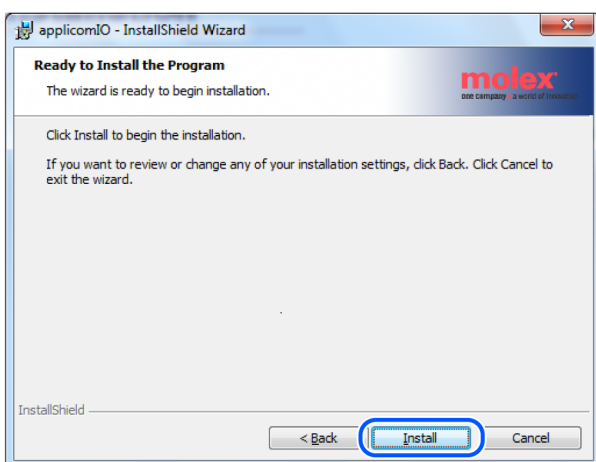 applicomIO - InstallShield Wizard
Ready to Install the Program
The wizard is ready to begin installation.
molex
one company a world of innovation
Click Install to begin the installation.
If you want to review or change any of your installation settings, click Back. Click Cancel to
exit the wizard.
InstallShield
< Back Install Cancel